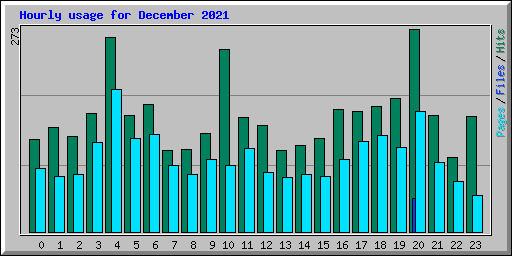 Hourly usage for December 2021
273
Pages/Files/Hits
0 1 2 3 4 5 6 7 8 9 10 11 12 13 14 15 16 17 18 19 20 21 22 23